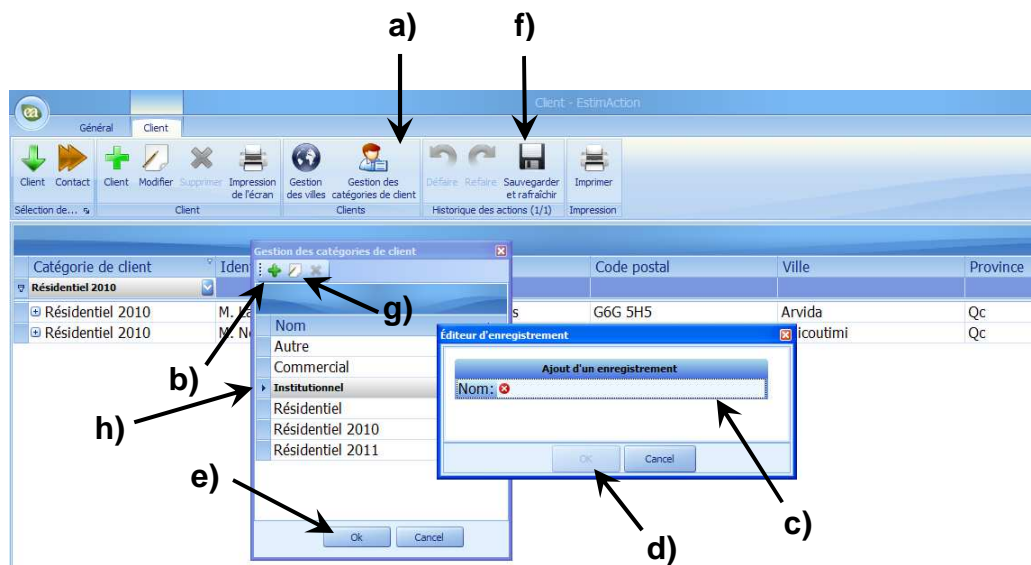 a) f)
Client - EstimAction
ea
Général Client
Client Contact Client Modifier Supprimer Impression de l'écran Gestion des villes Gestion des catégories de client Défaire Refaire Sauvegarder et rafraîchir Imprimer
Sélection de... Client Clients Historique des actions (1/1) Impression
Gestion des catégories de client
Catégorie de client Iden Code postal Ville Province
Résidentiel 2010
Résidentiel 2010 M. La s G6G 5H5 Arvida Qc
Résidentiel 2010 M. N icoutimi Qc
g)
b)
Nom
Autre
Commercial
Institutionnel
Résidentiel
Résidentiel 2010
Résidentiel 2011
h)
Éditeur d'enregistrement
Ajout d'un enregistrement
Nom:
OK Cancel
e)
c)
d)
Ok Cancel